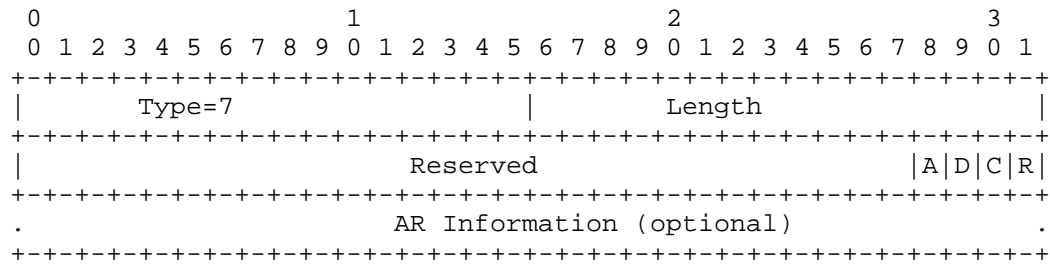 0                   1                   2                   3
 0 1 2 3 4 5 6 7 8 9 0 1 2 3 4 5 6 7 8 9 0 1 2 3 4 5 6 7 8 9 0 1
+-+-+-+-+-+-+-+-+-+-+-+-+-+-+-+-+-+-+-+-+-+-+-+-+-+-+-+-+-+-+-+-+
|       Type=7                  |        Length                 |
+-+-+-+-+-+-+-+-+-+-+-+-+-+-+-+-+-+-+-+-+-+-+-+-+-+-+-+-+-+-+-+-+
|                        Reserved                       |A|D|C|R|
+-+-+-+-+-+-+-+-+-+-+-+-+-+-+-+-+-+-+-+-+-+-+-+-+-+-+-+-+-+-+-+-+
.                       AR Information (optional)               .
+-+-+-+-+-+-+-+-+-+-+-+-+-+-+-+-+-+-+-+-+-+-+-+-+-+-+-+-+-+-+-+-+